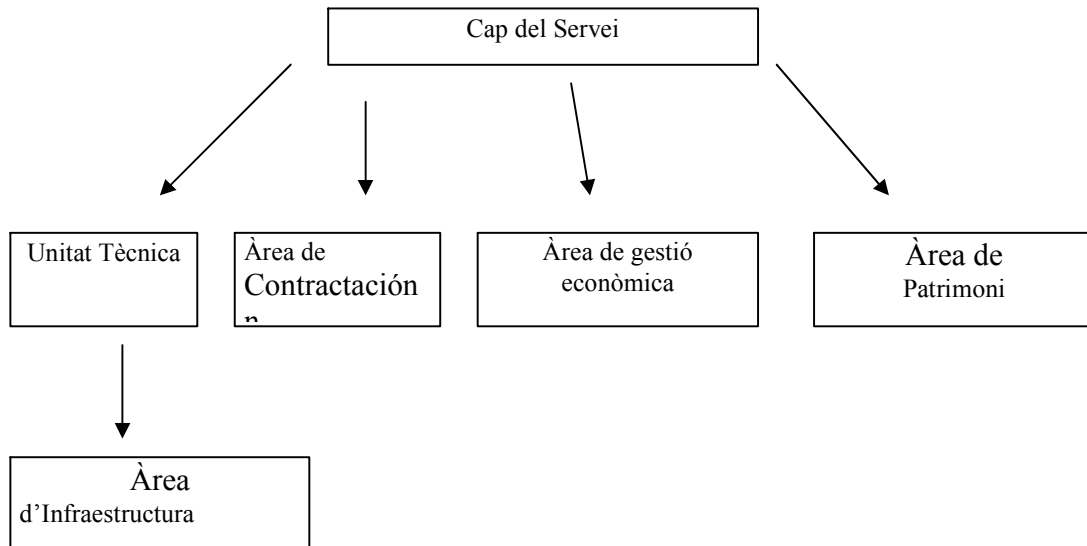 Cap del Servei
Unitat Tècnica
Àrea de
Contractación
n
Àrea de gestió
econòmica
Àrea de
Patrimoni
Àrea
d’Infraestructura